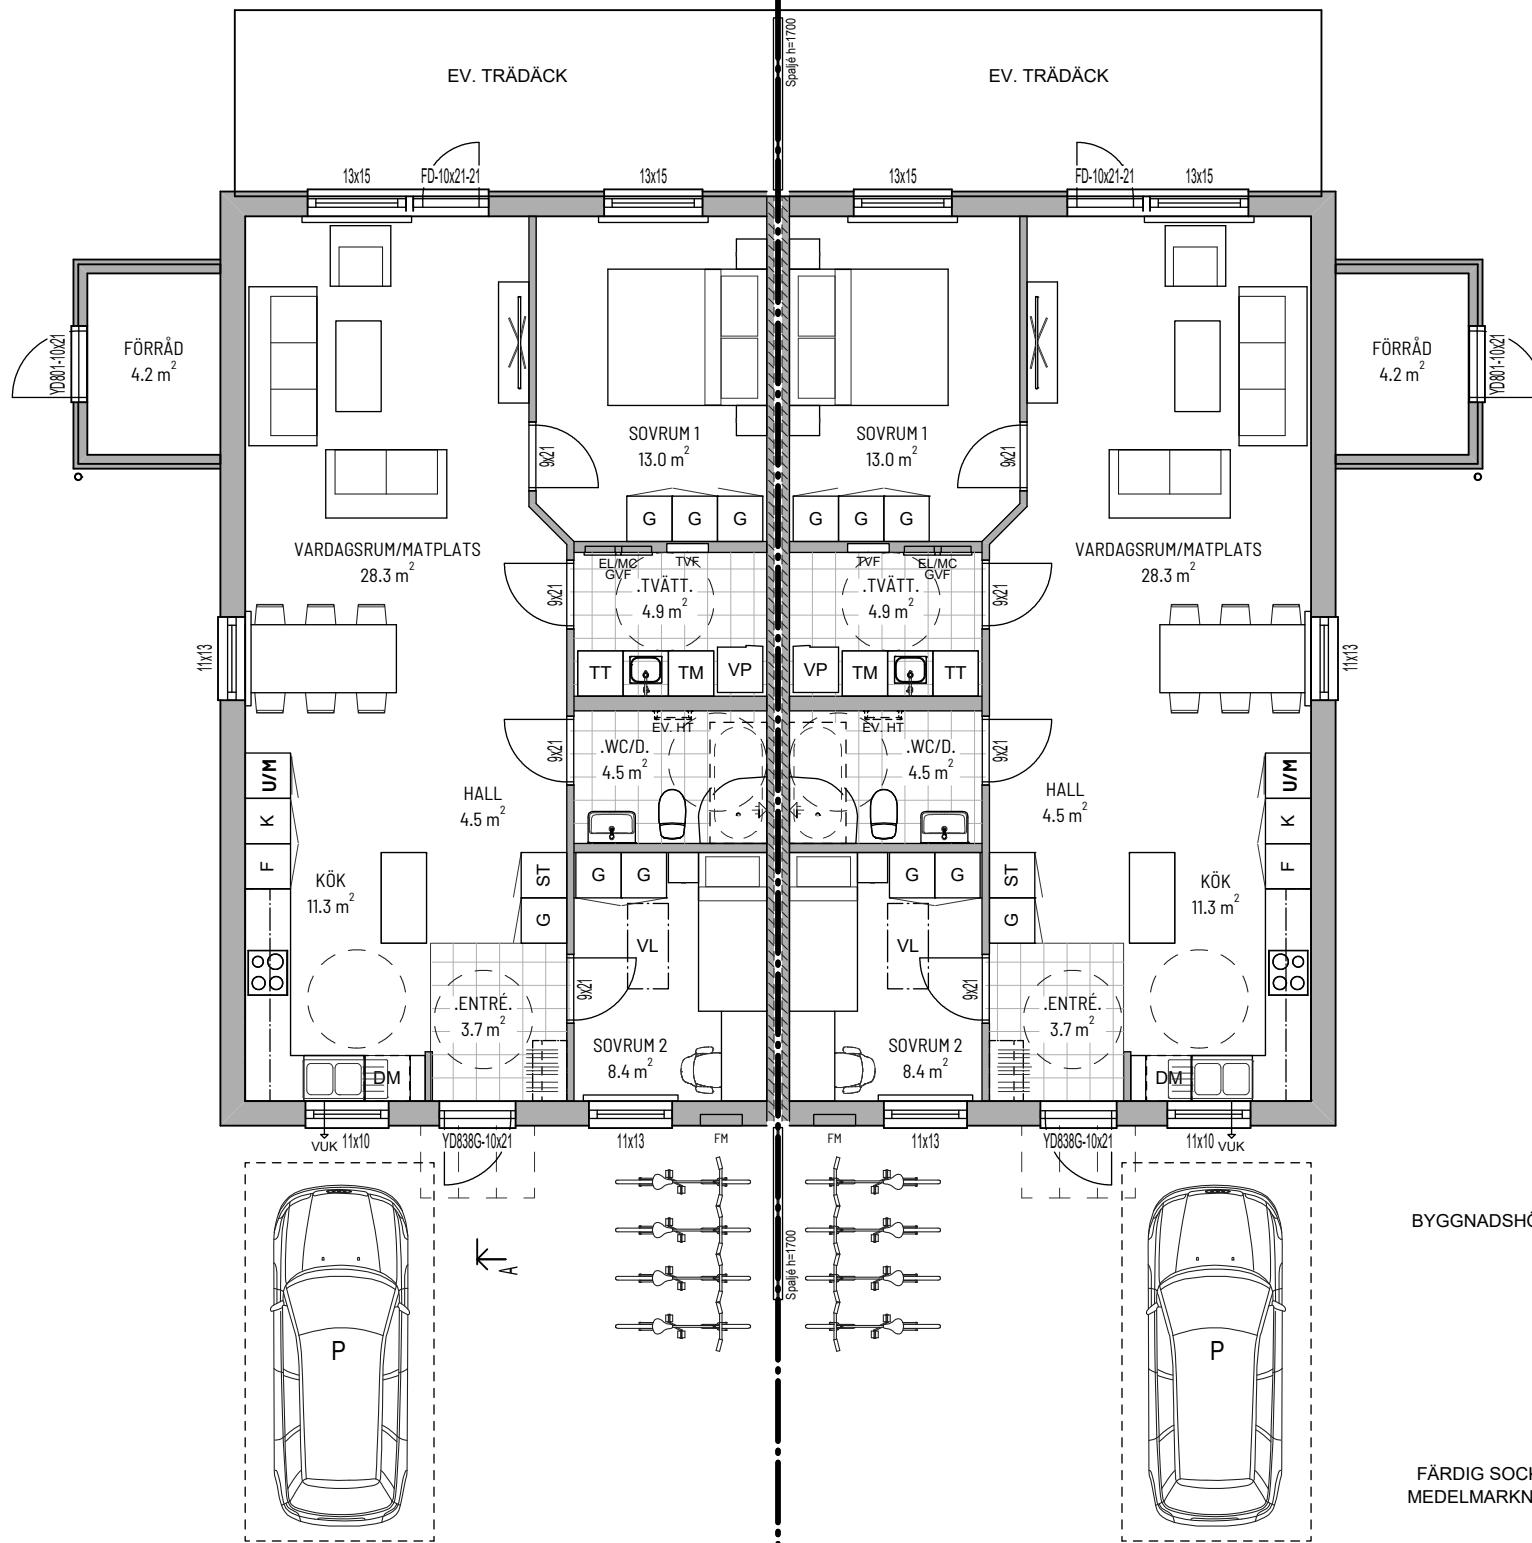 EV. TRÄDÄCK
Spaljé h=1700
EV. TRÄDÄCK
13x15
FD-10x21-21
13x15
13x15
FD-10x21-21
13x15
YD801-10x21
FÖRRÅD
4.2 m²
SOVRUM 1
13.0 m²
9x21
SOVRUM 1
13.0 m²
9x21
FÖRRÅD
4.2 m²
YD801-10x21
G G G
G G G
VARDAGSRUM/MATPLATS
28.3 m²
VARDAGSRUM/MATPLATS
28.3 m²
EL/MC
GVF
TVF
.TVÄTT.
4.9 m²
9x21
TVF
EL/MC
GVF
.TVÄTT.
4.9 m²
9x21
11x13
TT TM VP
VP TM TT
11x13
EV. HT
.WC/D.
4.5 m²
9x21
EV. HT
.WC/D.
4.5 m²
9x21
U/M
K
F
HALL
4.5 m²
HALL
4.5 m²
U/M
K
F
KÖK
11.3 m²
ST
G
G G
VL
G G
VL
ST
G
KÖK
11.3 m²
.ENTRÉ.
3.7 m²
9x21
9x21
.ENTRÉ.
3.7 m²
SOVRUM 2
8.4 m²
SOVRUM 2
8.4 m²
DM
DM
VUK
11x10
YD838G-10x21
11x13
FM
FM
11x13
YD838G-10x21
11x10
VUK
A
Spaljé h=1700
BYGGNADSHÖ
P
P
FÄRDIG SOCK
MEDELMARKN